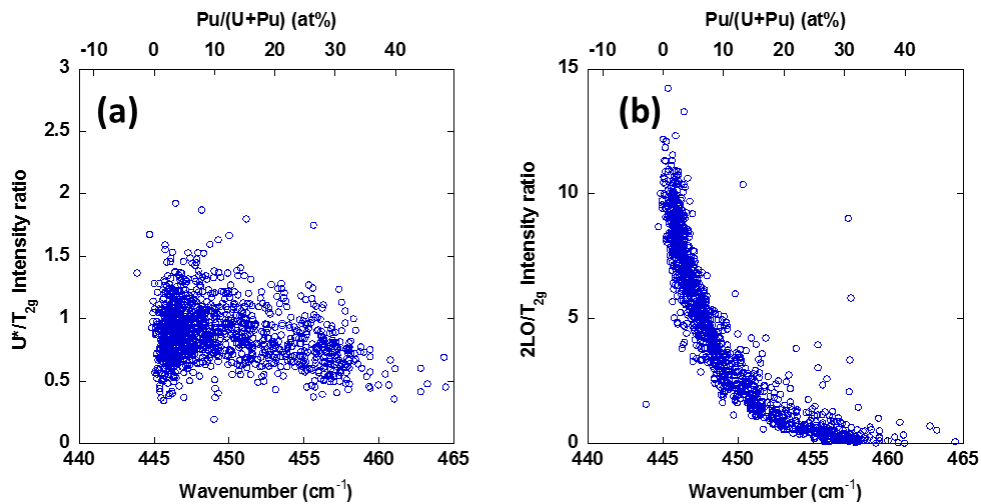 Pu/(U+Pu) (at%)
-10 0 10 20 30 40
3
2.5
2
1.5
1
0.5
0
(a)
U*/T2g Intensity ratio
440 445 450 455 460 465
Wavenumber (cm-1)
Pu/(U+Pu) (at%)
-10 0 10 20 30 40
15
10
5
0
(b)
2LO/T2g Intensity ratio
440 445 450 455 460 465
Wavenumber (cm-1)